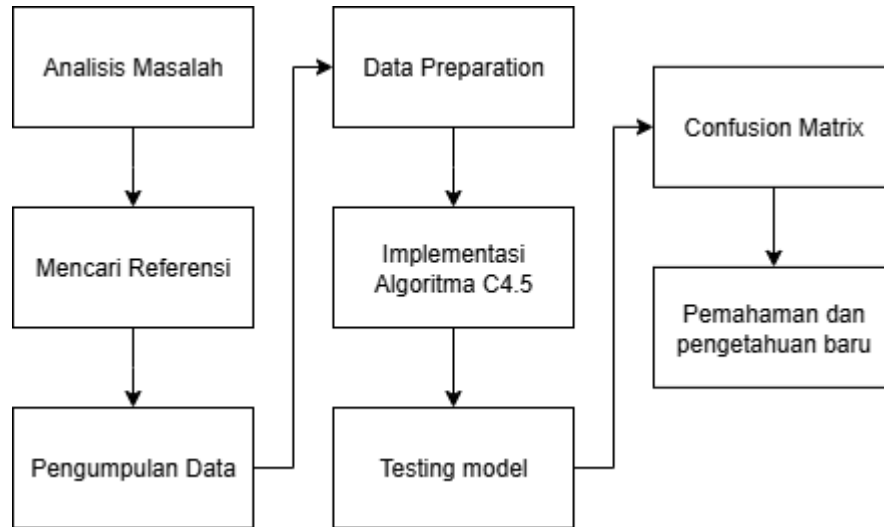 Analisis Masalah
Mencari Referensi
Pengumpulan Data
Data Preparation
Implementasi
Algoritma C4.5
Testing model
Confusion Matrix
Pemahaman dan
pengetahuan baru